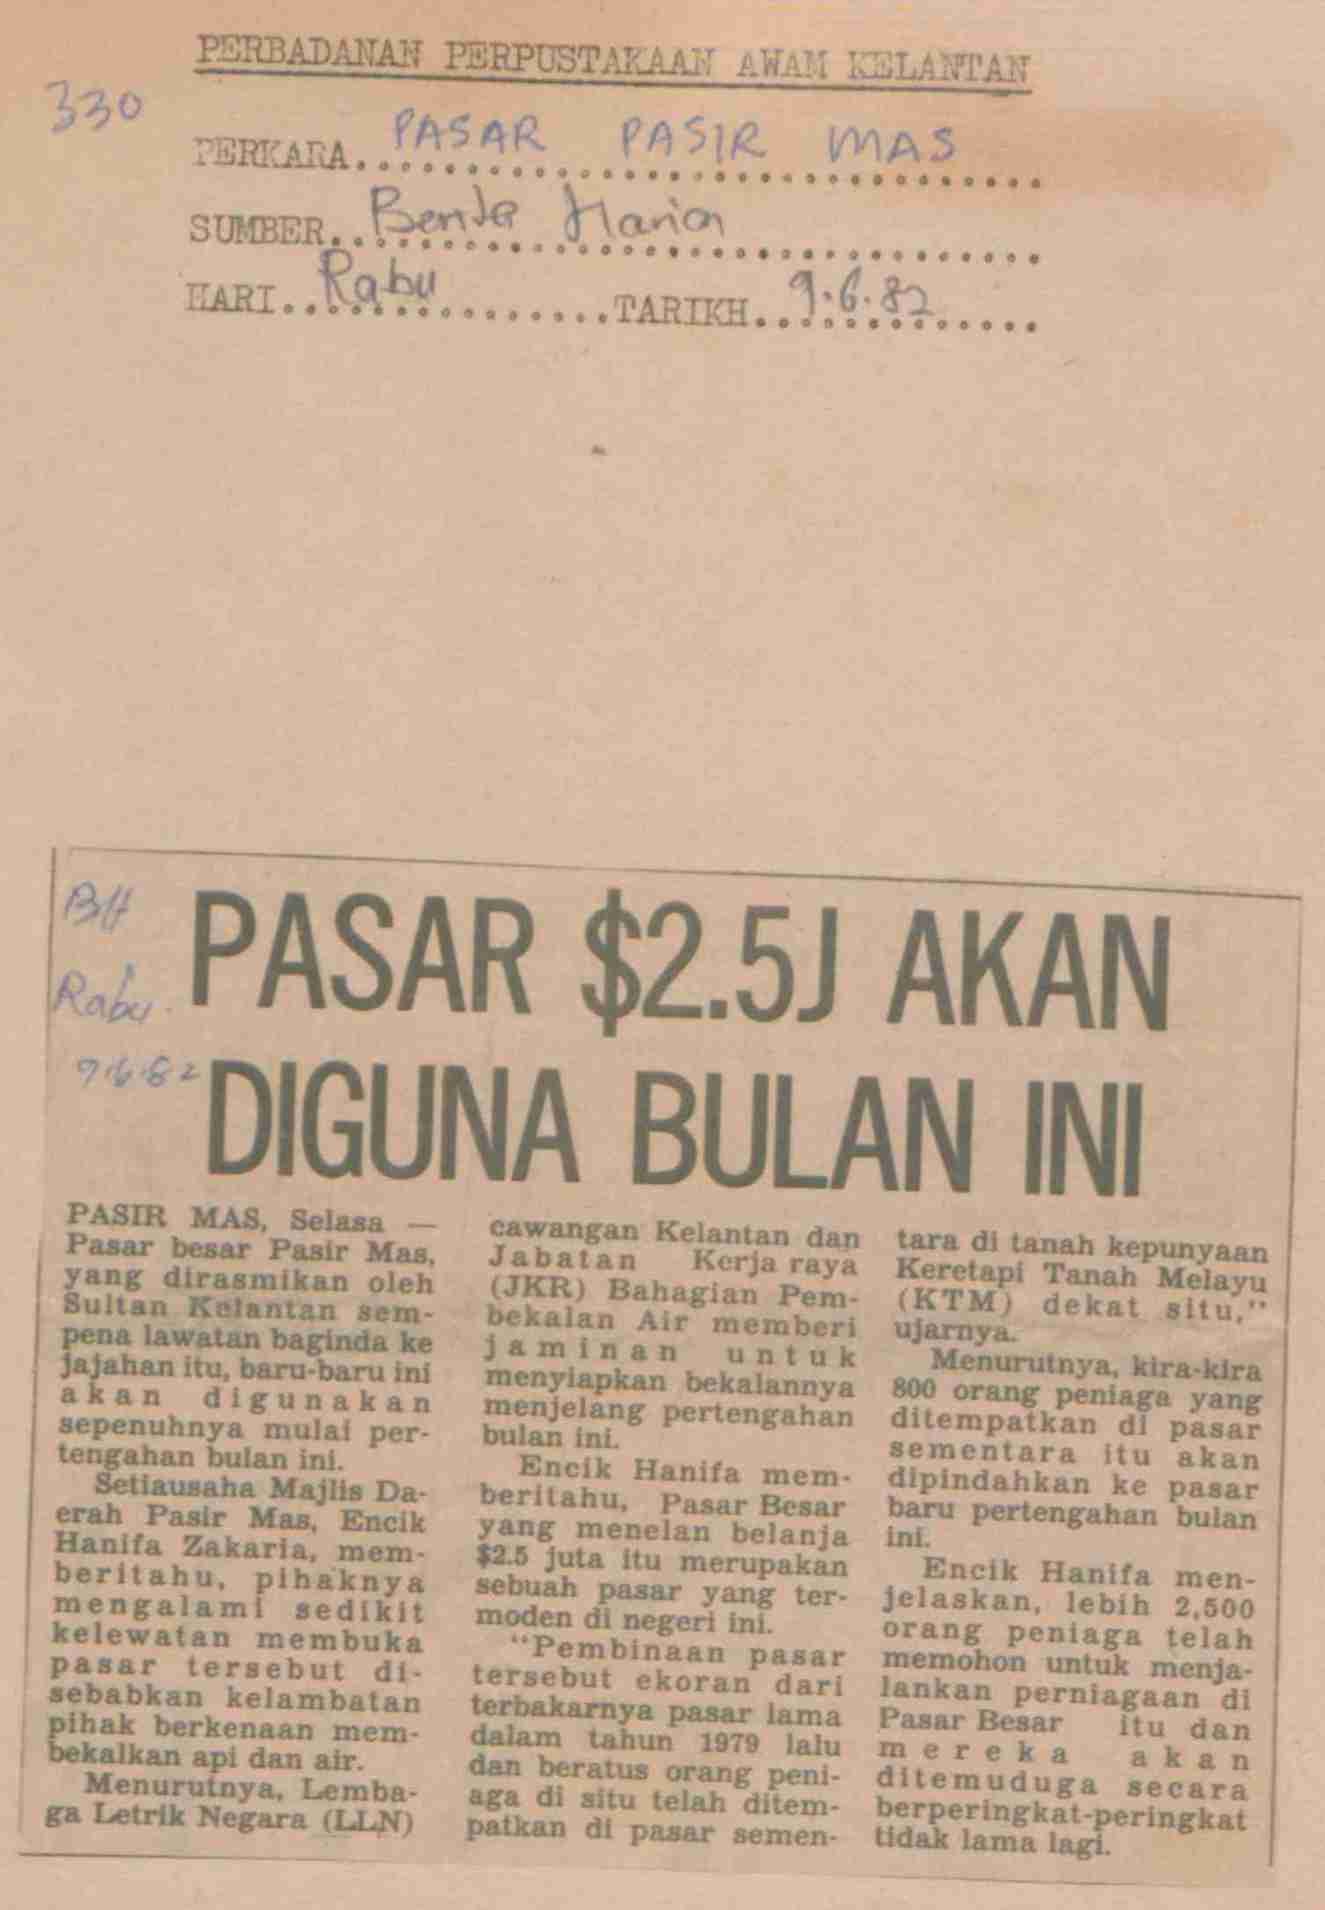 PERBADANAN PERPUSTAKAAN AWAM KELANTAN
330
PERKARA..PASAR PASIR MAS
SUMBER..Berita Harian
HARI..Rabu TARIKH..9.6.82
BH
Rabu.
9.6.82
PASAR $2.5J AKAN
DIGUNA BULAN INI
PASIR MAS, Selasa —
Pasar besar Pasir Mas,
yang dirasmikan oleh
Sultan Kelantan sem-
pena lawatan baginda ke
jajahan itu, baru-baru ini
akan digunakan
sepenuhnya mulai per-
tengahan bulan ini.
Setiausaha Majlis Da-
erah Pasir Mas, Encik
Hanifa Zakaria, mem-
beritahu, pihaknya
mengalami sedikit
kelewatan membuka
pasar tersebut di-
sebabkan kelambatan
pihak berkenaan mem-
bekalkan api dan air.
Menurutnya, Lemba-
ga Letrik Negara (LLN)
cawangan Kelantan dan
Jabatan Kerja raya
(JKR) Bahagian Pem-
bekalan Air memberi
jaminan untuk
menyiapkan bekalannya
menjelang pertengahan
bulan ini.
Encik Hanifa mem-
beritahu, Pasar Besar
yang menelan belanja
$2.5 juta itu merupakan
sebuah pasar yang ter-
moden di negeri ini.
"Pembinaan pasar
tersebut ekoran dari
terbakarnya pasar lama
dalam tahun 1979 lalu
dan beratus orang peni-
aga di situ telah ditem-
patkan di pasar semen-
tara di tanah kepunyaan
Keretapi Tanah Melayu
(KTM) dekat situ,"
ujarnya.
Menurutnya, kira-kira
800 orang peniaga yang
ditempatkan di pasar
sementara itu akan
dipindahkan ke pasar
baru pertengahan bulan
ini.
Encik Hanifa men-
jelaskan, lebih 2,500
orang peniaga telah
memohon untuk menja-
lankan perniagaan di
Pasar Besar itu dan
mereka akan
ditemuduga secara
berperingkat-peringkat
tidak lama lagi.